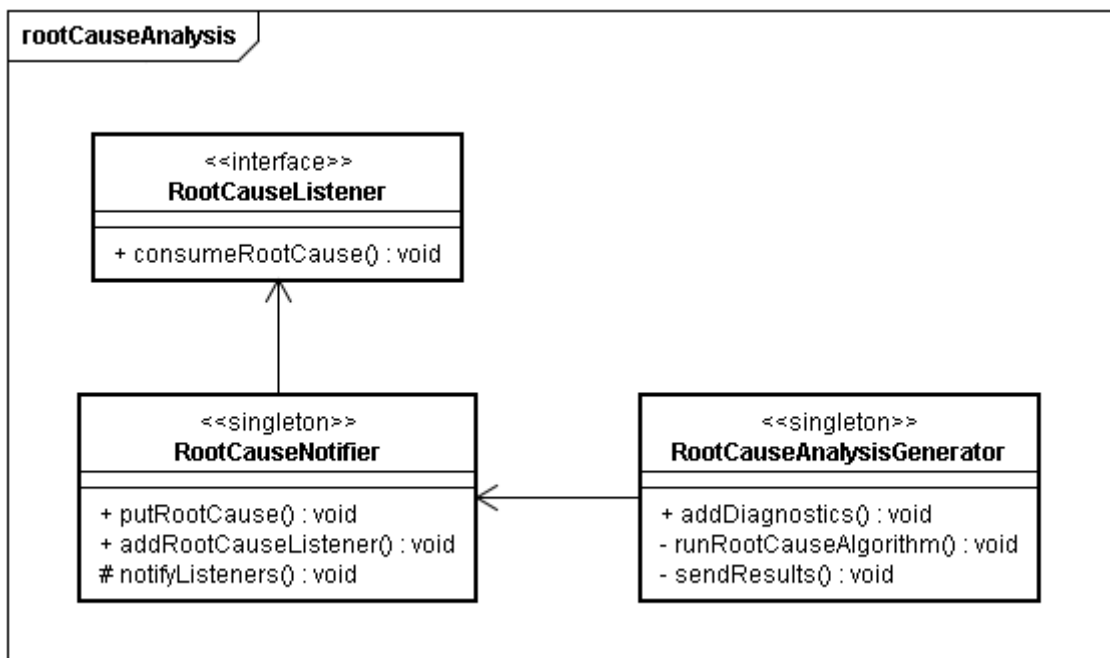 rootCauseAnalysis
<<interface>>
RootCauseListener
+ consumeRootCause() : void
<<singleton>>
RootCauseNotifier
+ putRootCause() : void
+ addRootCauseListener() : void
# notifyListeners() : void
<<singleton>>
RootCauseAnalysisGenerator
+ addDiagnostics() : void
- runRootCauseAlgorithm() : void
- sendResults() : void